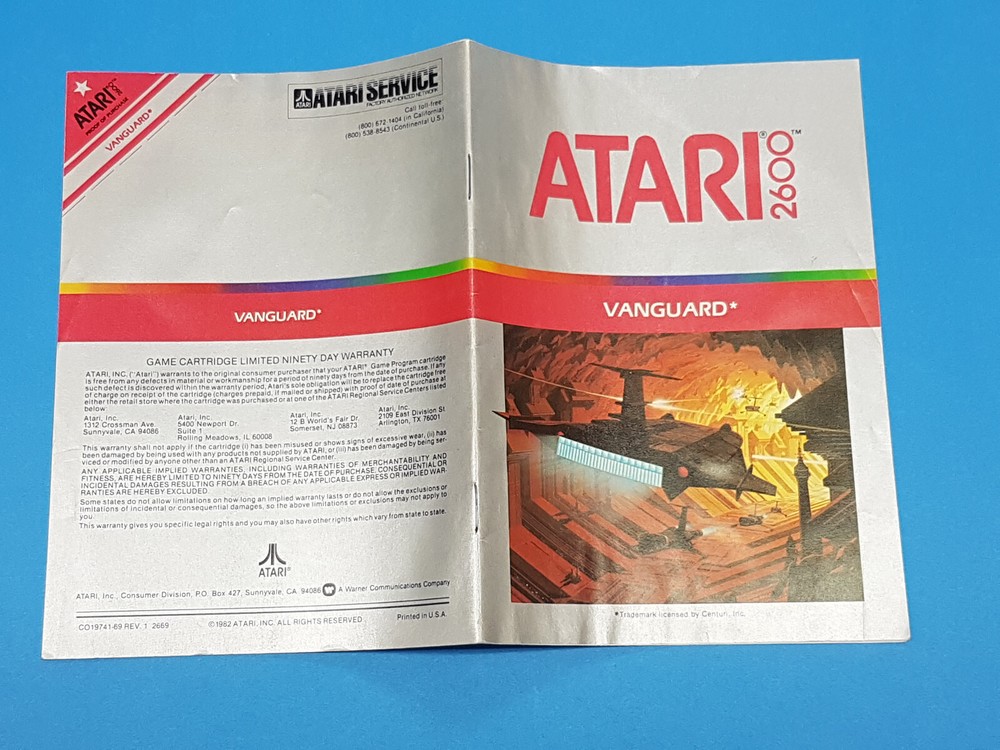 ATARI® 2600™
PROOF OF PURCHASE
VANGUARD*
ATARI
ATARI SERVICE
FACTORY AUTHORIZED NETWORK
Call toll-free
(800) 672-1404 (in California)
(800) 538-8543 (Continental U.S.)
VANGUARD*
GAME CARTRIDGE LIMITED NINETY DAY WARRANTY
ATARI, INC. ("Atari") warrants to the original consumer purchaser that your ATARI® Game Program cartridge
is free from any defects in material or workmanship for a period of ninety days from the date of purchase. If any
such defect is discovered within the warranty period, Atari's sole obligation will be to replace the cartridge free
of charge on receipt of the cartridge (charges prepaid, if mailed or shipped) with proof of date of purchase at
either the retail store where the cartridge was purchased or at one of the ATARI Regional Service Centers listed
below:
Atari, Inc.
1312 Crossman Ave.
Sunnyvale, CA 94086
Atari, Inc.
5400 Newport Dr.
Suite 1
Rolling Meadows, IL 60008
Atari, Inc.
12 B World's Fair Dr.
Somerset, NJ 08873
Atari, Inc.
2109 East Division St
Arlington, TX 76001
This warranty shall not apply if the cartridge (i) has been misused or shows signs of excessive wear, (ii) has
been damaged by being used with any products not supplied by ATARI, or (iii) has been damaged by being ser-
viced or modified by anyone other than an ATARI Regional Service Center.
ANY APPLICABLE IMPLIED WARRANTIES, INCLUDING WARRANTIES OF MERCHANTABILITY AND
FITNESS, ARE HEREBY LIMITED TO NINETY DAYS FROM THE DATE OF PURCHASE. CONSEQUENTIAL OR
INCIDENTAL DAMAGES RESULTING FROM A BREACH OF ANY APPLICABLE EXPRESS OR IMPLIED WAR-
RANTIES ARE HEREBY EXCLUDED.
Some states do not allow limitations on how long an implied warranty lasts or do not allow the exclusions or
limitations of incidental or consequential damages, so the above limitations or exclusions may not apply to
you.
This warranty gives you specific legal rights and you may also have other rights which vary from state to state.
ATARI®
ATARI, Inc., Consumer Division, P.O. Box 427, Sunnyvale, CA 94086 A Warner Communications Company
CO19741-69 REV. 1 2669
©1982 ATARI, INC. ALL RIGHTS RESERVED
Printed in U.S.A.
ATARI® 2600™
VANGUARD*
*Trademark licensed by Centuri, Inc.